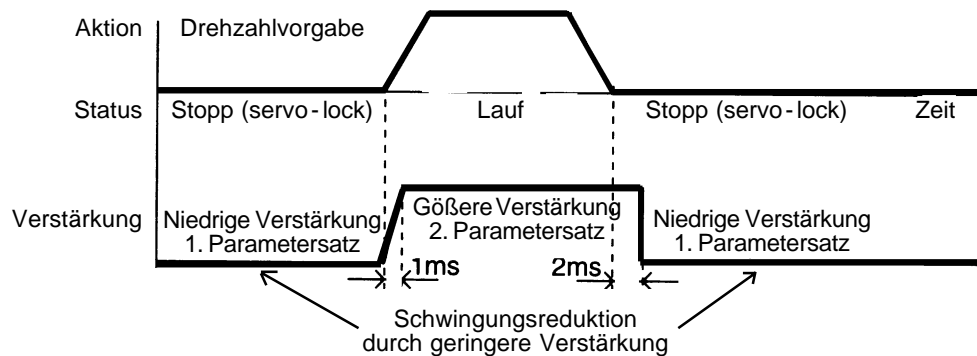 Aktion Drehzahlvorgabe
Status Stopp (servo-lock) Lauf Stopp (servo-lock) Zeit
Verstärkung
Niedrige Verstärkung
1. Parametersatz
Gößere Verstärkung
2. Parametersatz
Niedrige Verstärkung
1. Parametersatz
1ms 2ms
Schwingungsreduktion
durch geringere Verstärkung